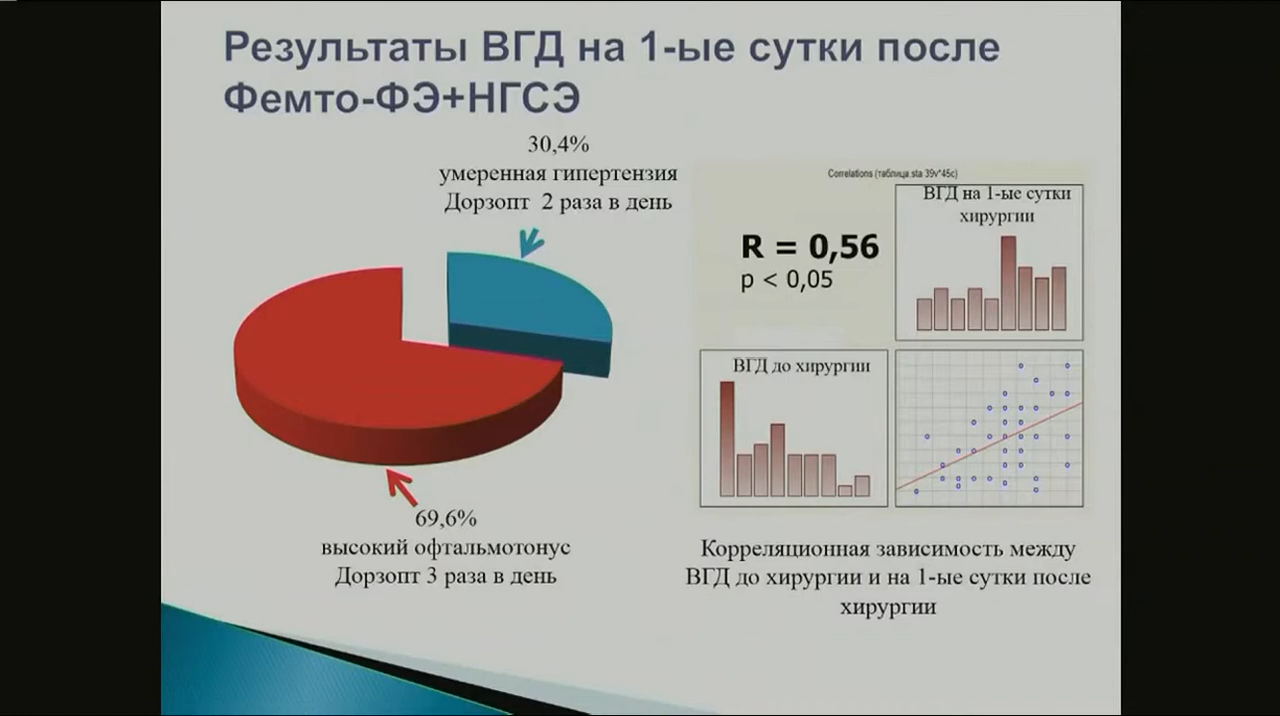 Результаты ВГД на 1-ые сутки после
Фемто-ФЭ+НГСЭ
30,4%
умеренная гипертензия
Дорзопт 2 раза в день
69,6%
высокий офтальмотонус
Дорзопт 3 раза в день
Correlations (таблица.sta 39v*45c)
R = 0,56
p < 0,05
ВГД на 1-ые сутки
хирургии
ВГД до хирургии
Корреляционная зависимость между
ВГД до хирургии и на 1-ые сутки после
хирургии